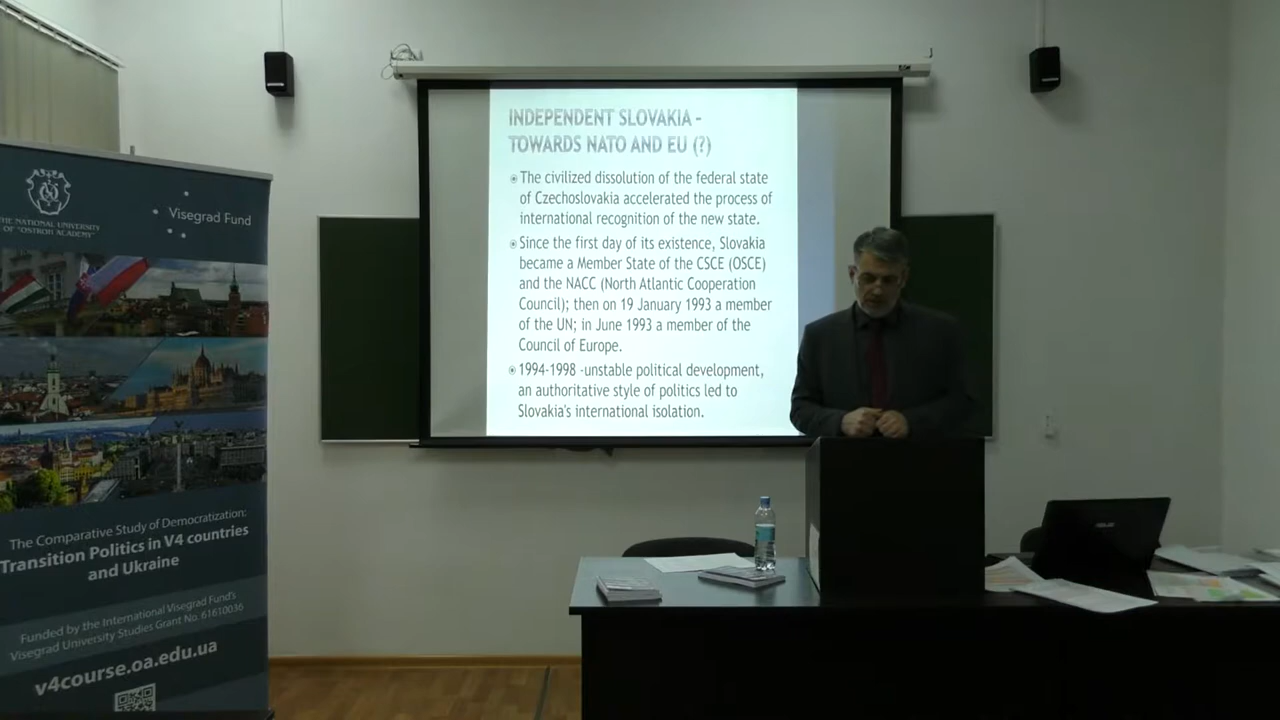 INDEPENDENT SLOVAKIA -
TOWARDS NATO AND EU (?)
The civilized dissolution of the federal state
of Czechoslovakia accelerated the process of
international recognition of the new state.
Since the first day of its existence, Slovakia
became a Member State of the CSCE (OSCE)
and the NACC (North Atlantic Cooperation
Council); then on 19 January 1993 a member
of the UN; in June 1993 a member of the
Council of Europe.
1994-1998 -unstable political development,
an authoritative style of politics led to
Slovakia's international isolation.
THE NATIONAL UNIVERSITY
OF "OSTROH ACADEMY"
Visegrad Fund
The Comparative Study of Democratization:
Transition Politics in V4 countries
and Ukraine
Funded by the International Visegrad Fund's
Visegrad University Studies Grant No. 61610036
v4course.oa.edu.ua
ASUS